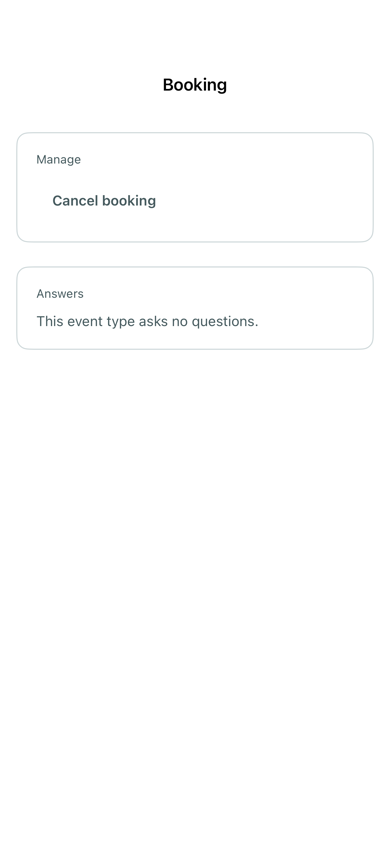 Booking
Manage
Cancel booking
Answers
This event type asks no questions.